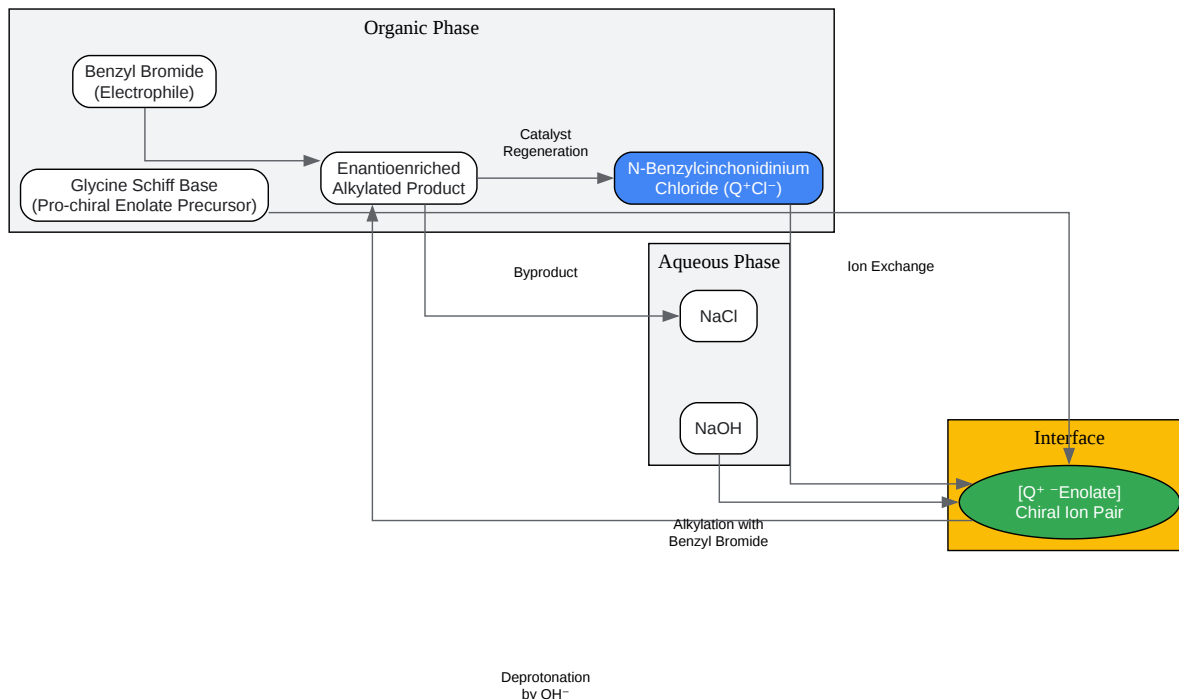 Organic Phase
Benzyl Bromide
(Electrophile)
Glycine Schiff Base
(Pro-chiral Enolate Precursor)
Enantioenriched
Alkylated Product
Catalyst
Regeneration
N-Benzylcinchonidinium
Chloride (Q⁺Cl⁻)
Aqueous Phase
Byproduct
Ion Exchange
NaCl
NaOH
Interface
[Q⁺ ⁻Enolate]
Chiral Ion Pair
Alkylation with
Benzyl Bromide
Deprotonation
by OH⁻